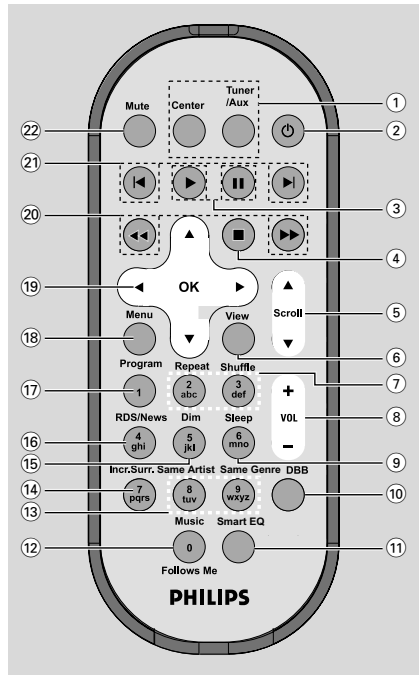 Tuner
/Aux
Mute
Center
1
22
2
21
3
20
4
19
OK
Scroll
5
Menu
View
18
6
Program
Repeat
Shuffle
7
17
1
2
abc
3
def
+
VOL
−
8
RDS/News
Dim
Sleep
16
4
ghi
5
jkl
6
mno
15
9
Incr.Surr.
Same Artist
Same Genre
DBB
14
7
pqrs
8
tuv
9
wxyz
10
13
Music
Smart EQ
12
0
11
Follows Me
PHILIPS